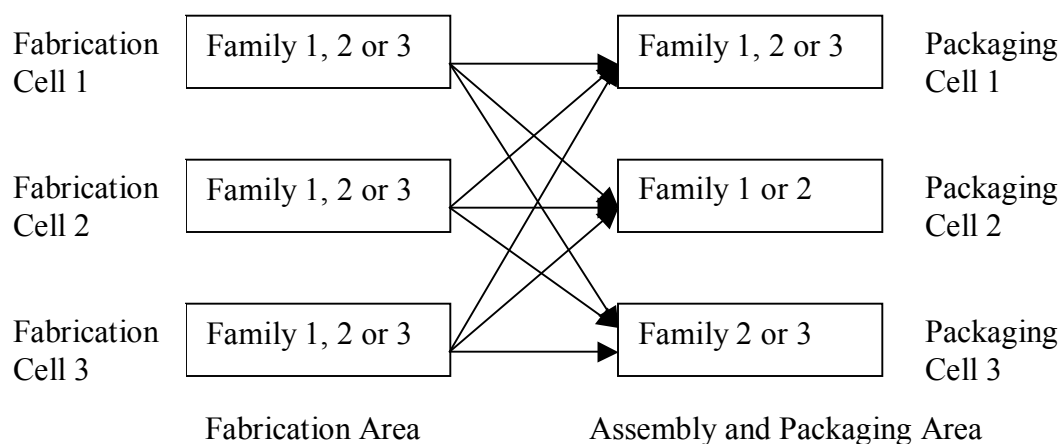 Fabrication
Cell 1
Family 1, 2 or 3
Family 1, 2 or 3
Packaging
Cell 1
Fabrication
Cell 2
Family 1, 2 or 3
Family 1 or 2
Packaging
Cell 2
Fabrication
Cell 3
Family 1, 2 or 3
Family 2 or 3
Packaging
Cell 3
Fabrication Area
Assembly and Packaging Area